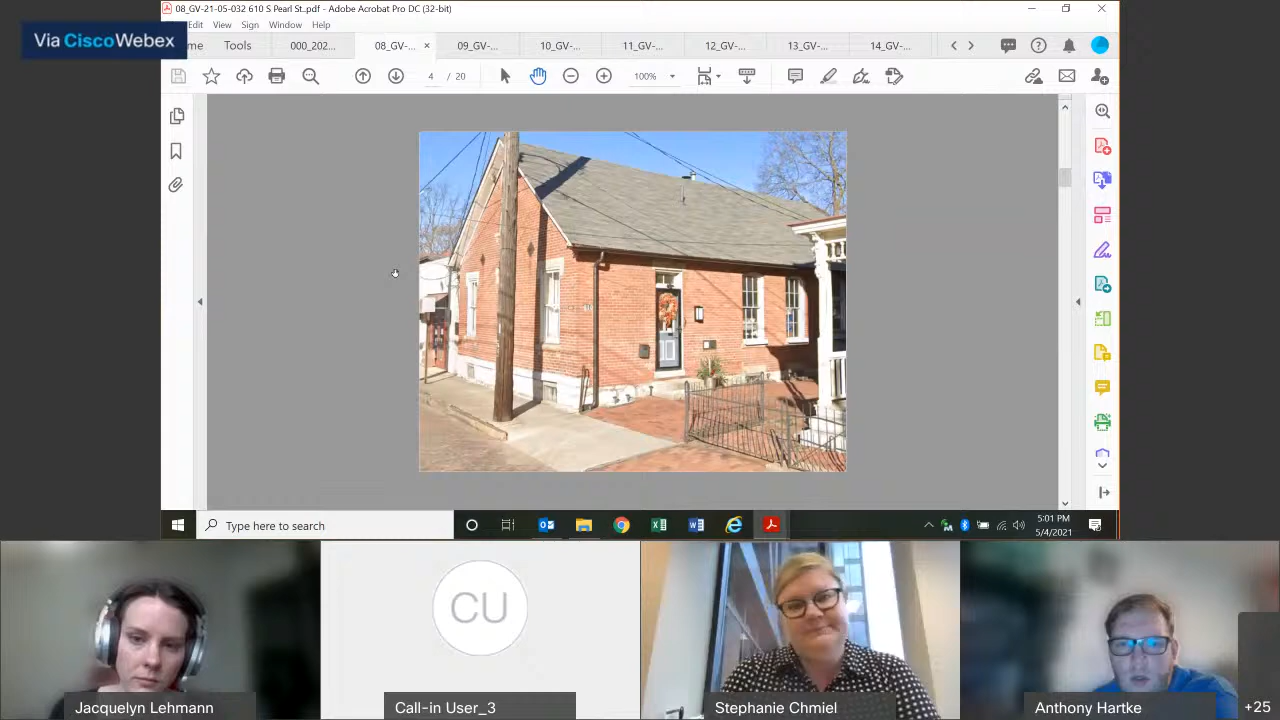 08_GV-21-05-032 610 S Pearl St..pdf - Adobe Acrobat Pro DC (32-bit)
Via CiscoWebex
Edit View Sign Window Help
me Tools 000_202... 08_GV-... × 09_GV-... 10_GV-... 11_GV-... 12_GV-... 13_GV-... 14_GV-...
4 / 20 100%
Type here to search
5:01 PM
5/4/2021
CU
Jacquelyn Lehmann
Call-in User_3
Stephanie Chmiel
Anthony Hartke
+25